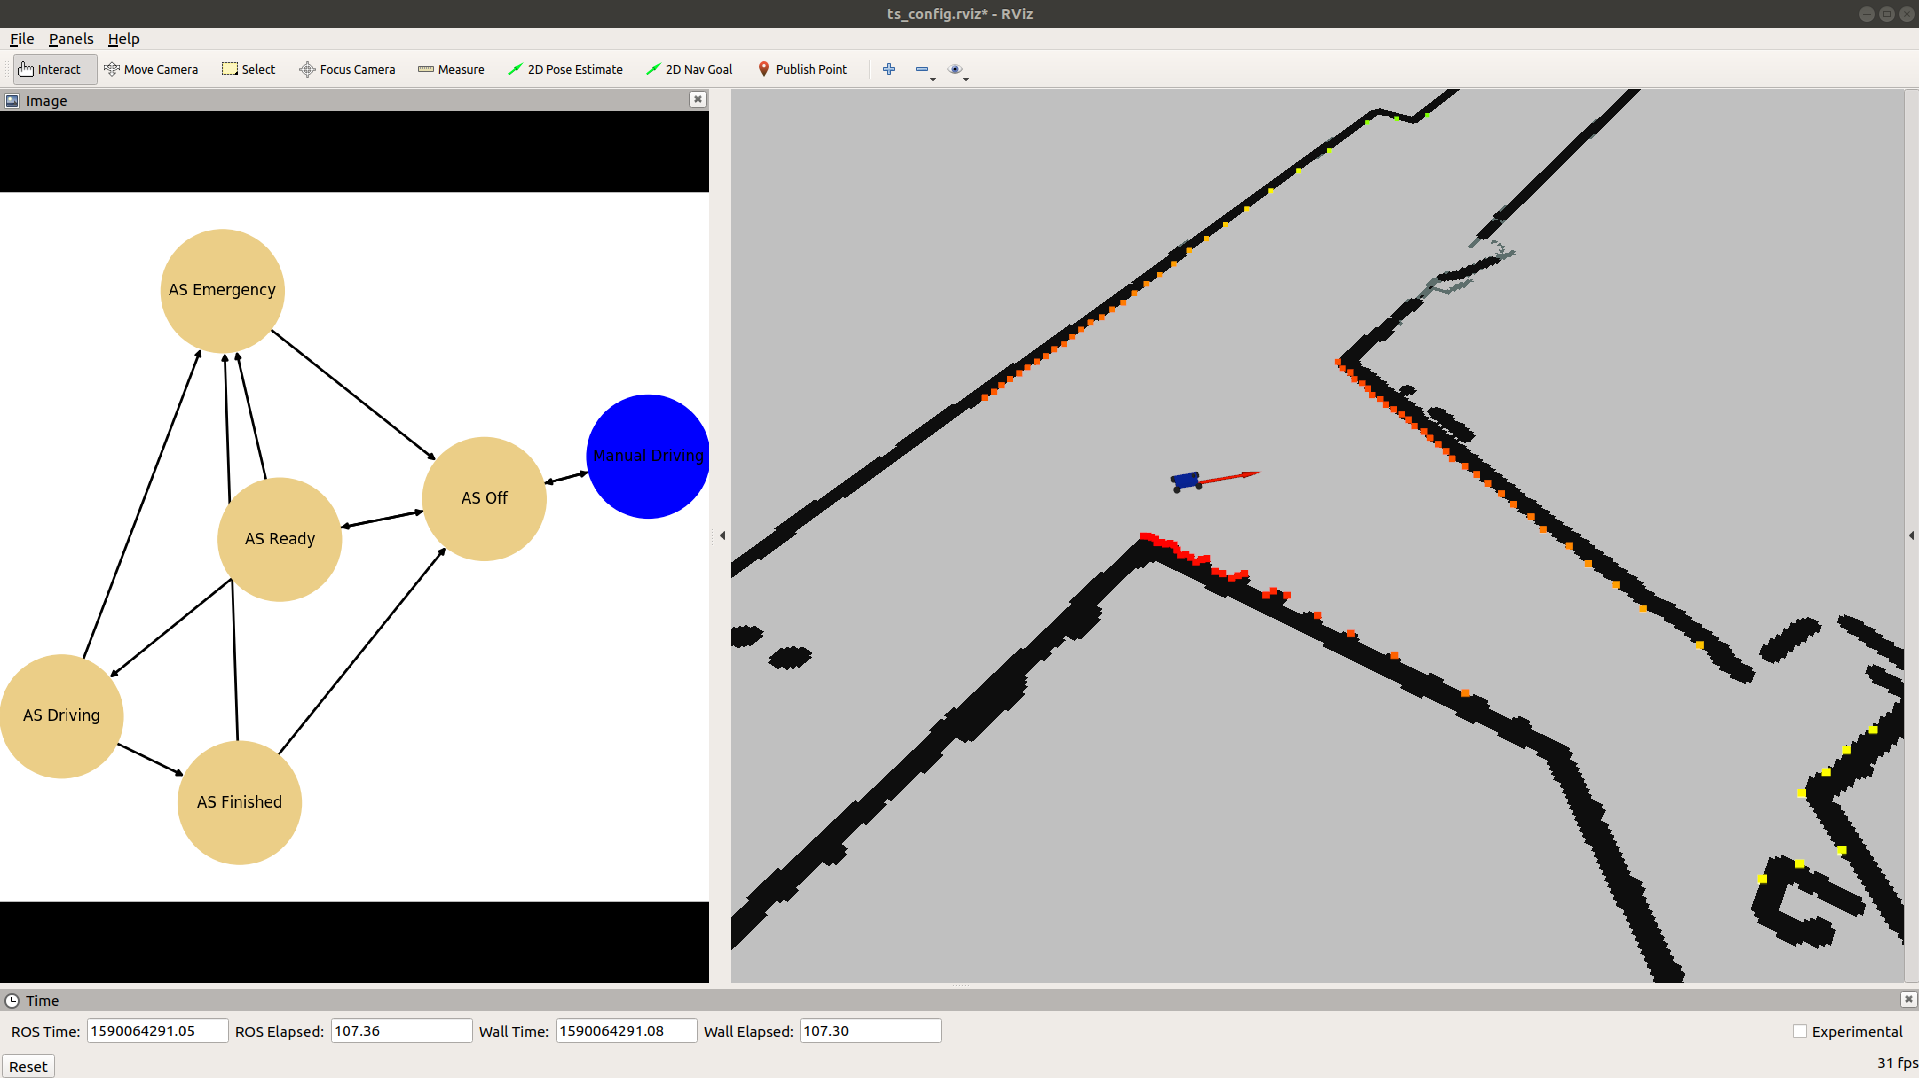 ts_config.rviz* - RViz
File Panels Help
Interact Move Camera Select Focus Camera Measure 2D Pose Estimate 2D Nav Goal Publish Point
Image
AS Emergency
Manual Driving
AS Off
AS Ready
AS Driving
AS Finished
Time
ROS Time: 1590064291.05 ROS Elapsed: 107.36 Wall Time: 1590064291.08 Wall Elapsed: 107.30 Experimental
Reset 31 fps